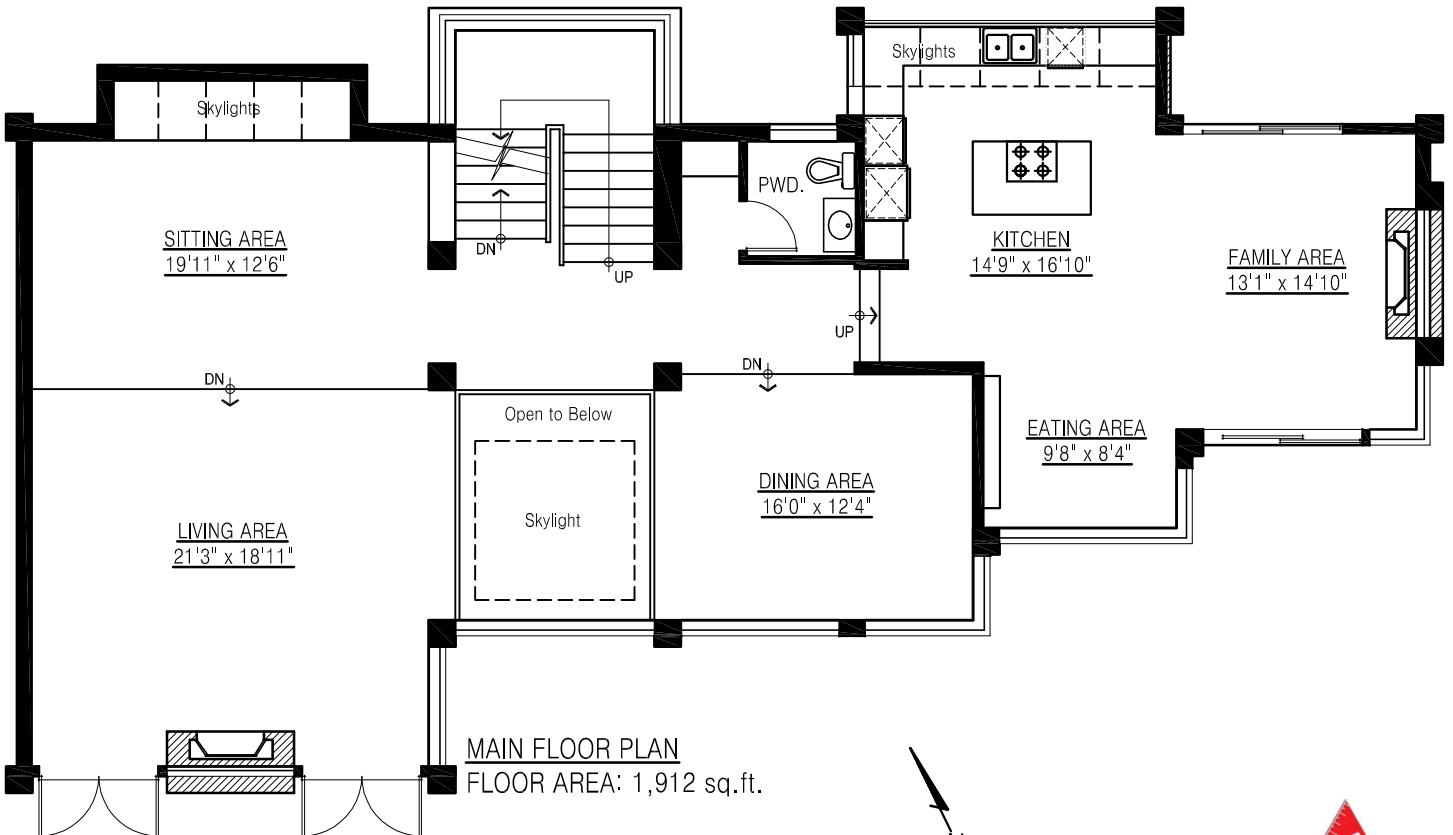 Skylights
Skylights
PWD.
SITTING AREA
19'11" x 12'6"
DN
UP
KITCHEN
14'9" x 16'10"
FAMILY AREA
13'1" x 14'10"
UP
DN
DN
Open to Below
EATING AREA
9'8" x 8'4"
DINING AREA
16'0" x 12'4"
Skylight
LIVING AREA
21'3" x 18'11"
MAIN FLOOR PLAN
FLOOR AREA: 1,912 sq.ft.